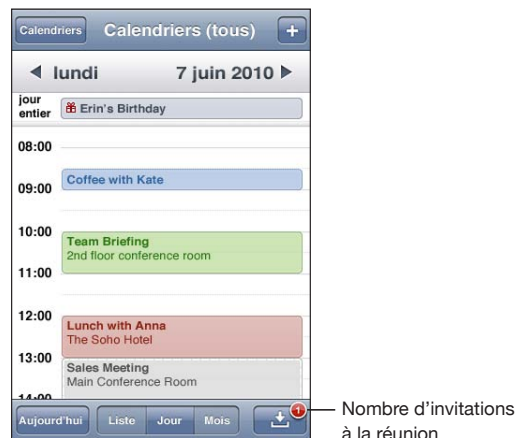 Calendriers
Calendriers (tous)
+
lundi
7 juin 2010
jour
entier
Erin's Birthday
08:00
Coffee with Kate
09:00
10:00
Team Briefing
2nd floor conference room
11:00
12:00
Lunch with Anna
The Soho Hotel
13:00
Sales Meeting
Main Conference Room
14:00
Aujourd'hui
Liste
Jour
Mois
1
Nombre d'invitations
à la réunion